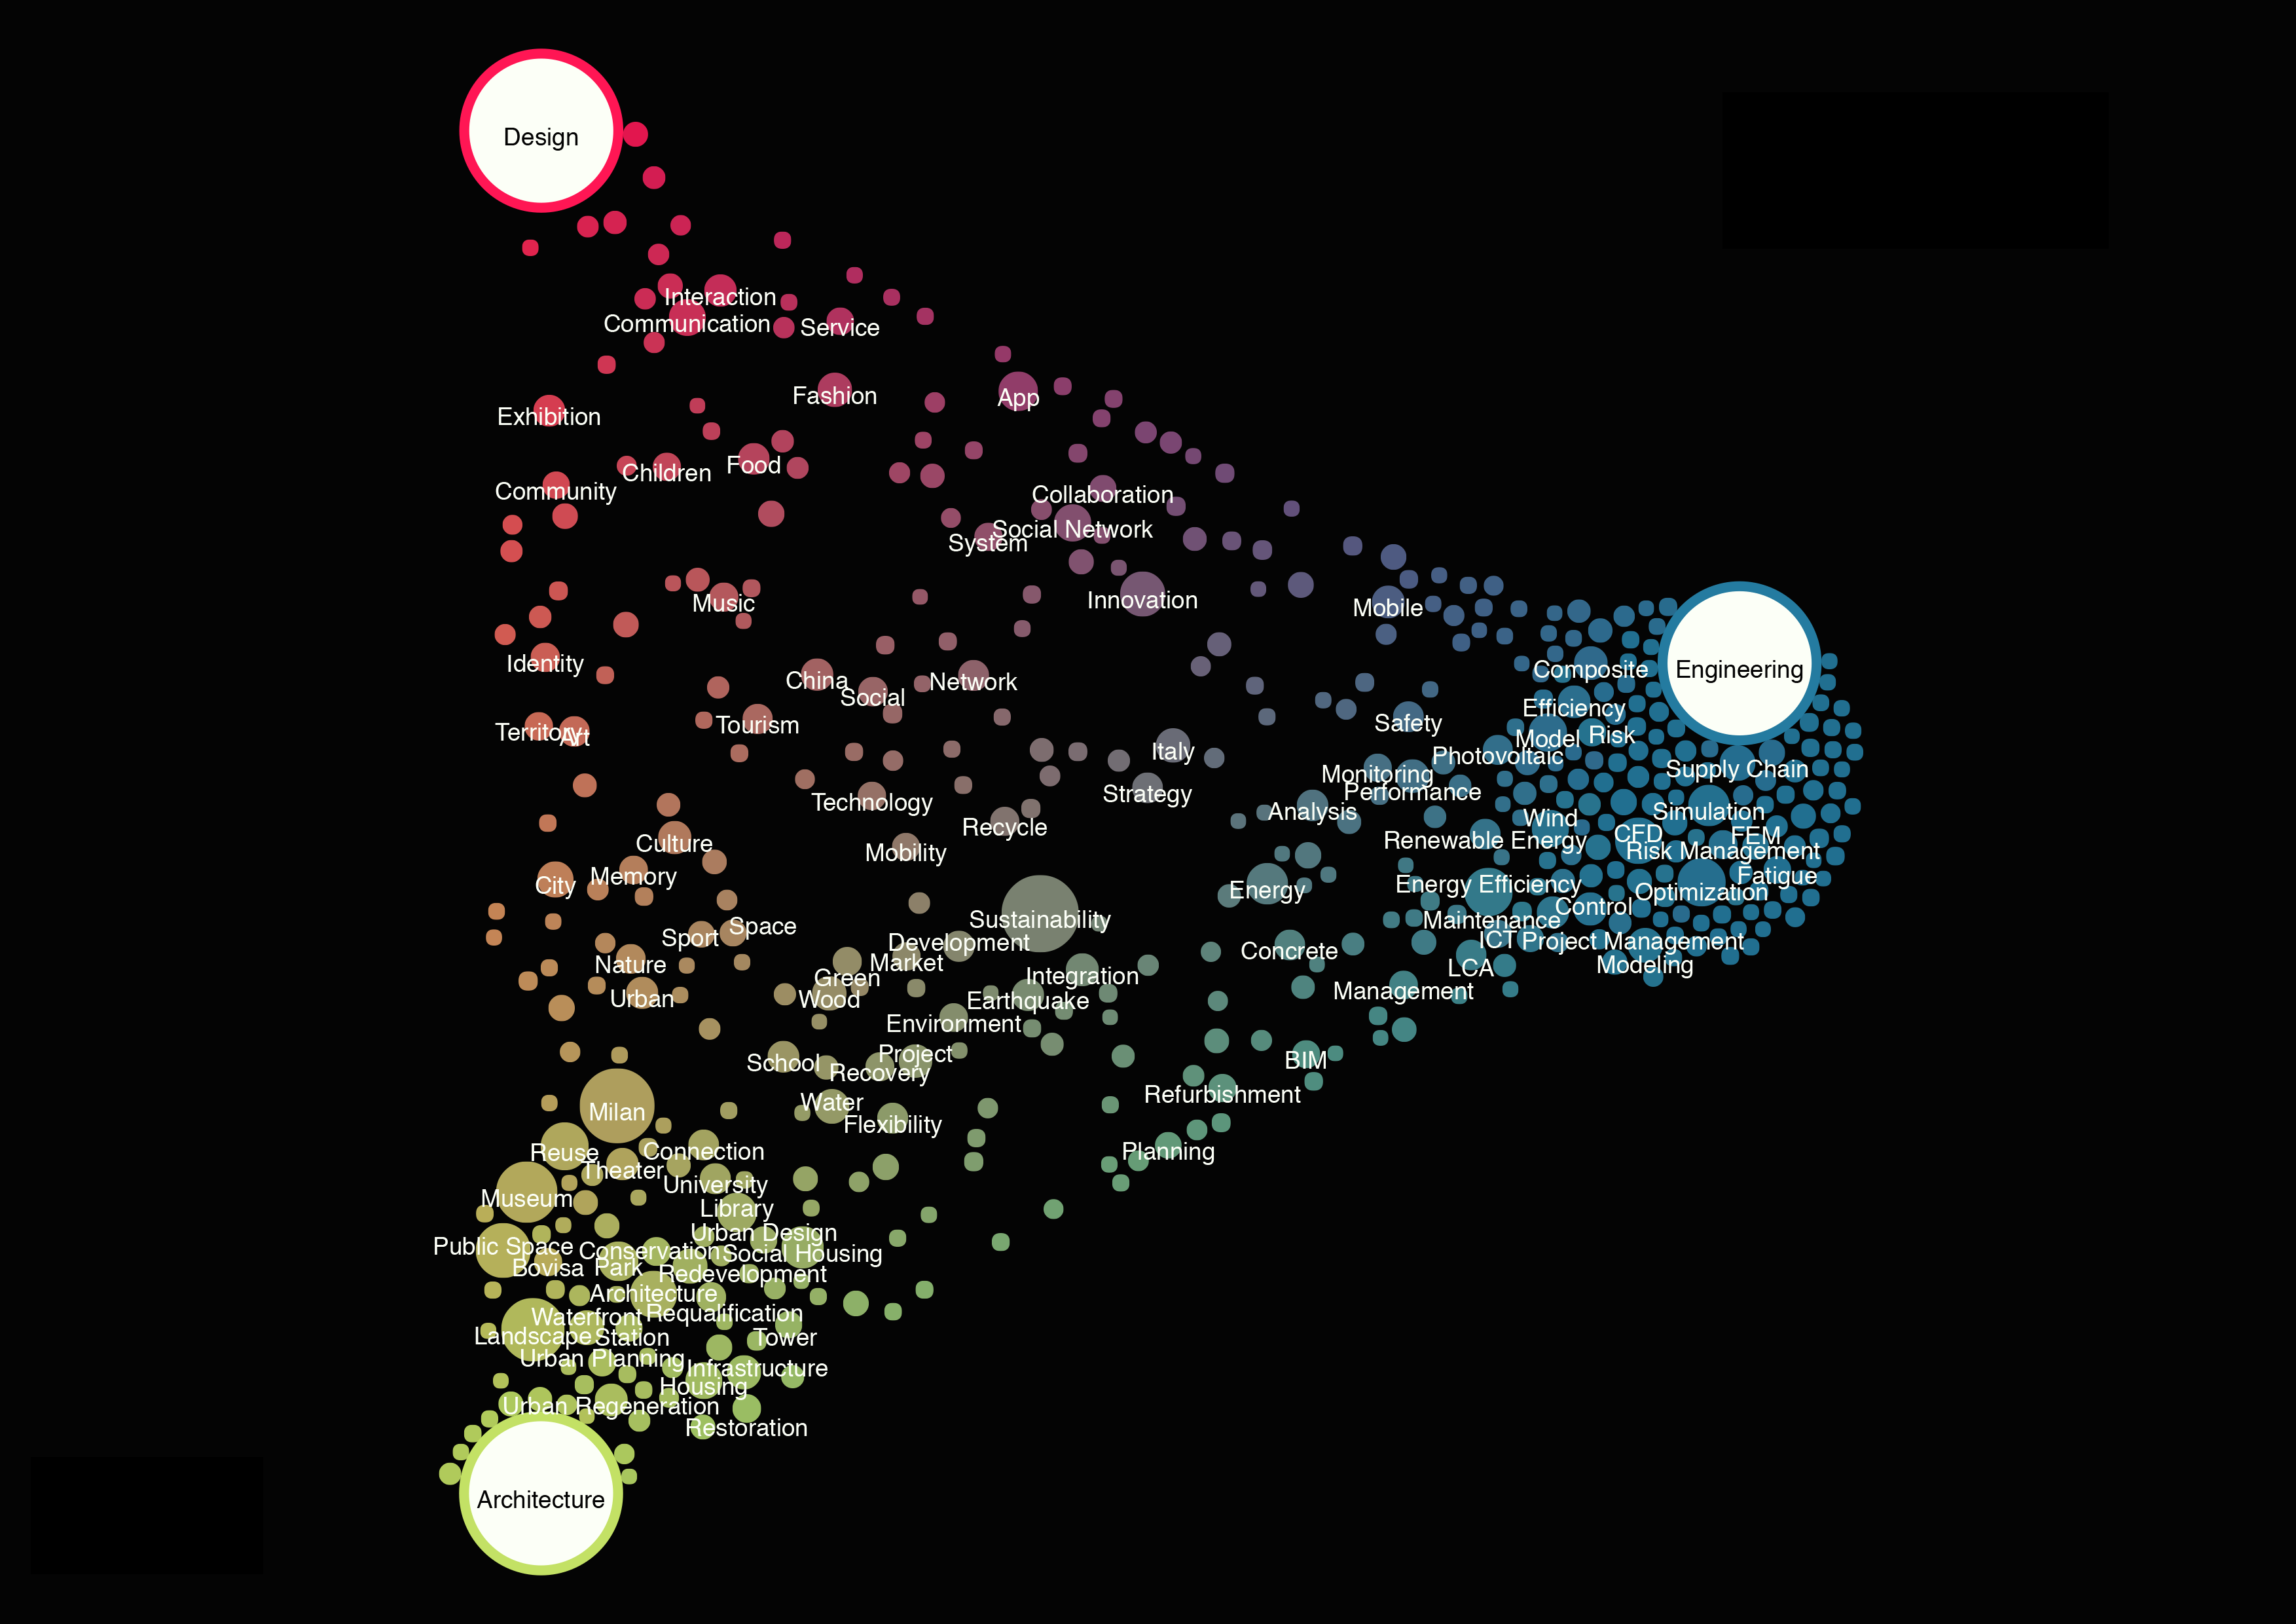 Design
Interaction
Communication
Service
Fashion
App
Exhibition
Children
Food
Community
Collaboration
Social Network
System
Music
Innovation
Mobile
Identity
China
Social
Network
Composite
Engineering
Efficiency
Territory
Art
Tourism
Safety
Model
Risk
Italy
Photovoltaic
Monitoring
Supply Chain
Performance
Technology
Strategy
Analysis
Simulation
Recycle
Wind
Culture
Mobility
Renewable Energy
CFD
FEM
Risk Management
City
Memory
Energy
Energy Efficiency
Optimization
Fatigue
Sustainability
Control
Maintenance
Sport
Space
Development
Concrete
ICT
Project Management
Nature
Market
Green
Integration
LCA
Modeling
Urban
Wood
Earthquake
Management
Environment
School
Project
Recovery
BIM
Milan
Water
Flexibility
Refurbishment
Reuse
Connection
Planning
Theater
University
Museum
Library
Urban Design
Public Space
Conservation
Social Housing
Bovisa
Park
Redevelopment
Architecture
Waterfront
Requalification
Landscape
Station
Tower
Urban Planning
Infrastructure
Housing
Urban Regeneration
Restoration
Architecture